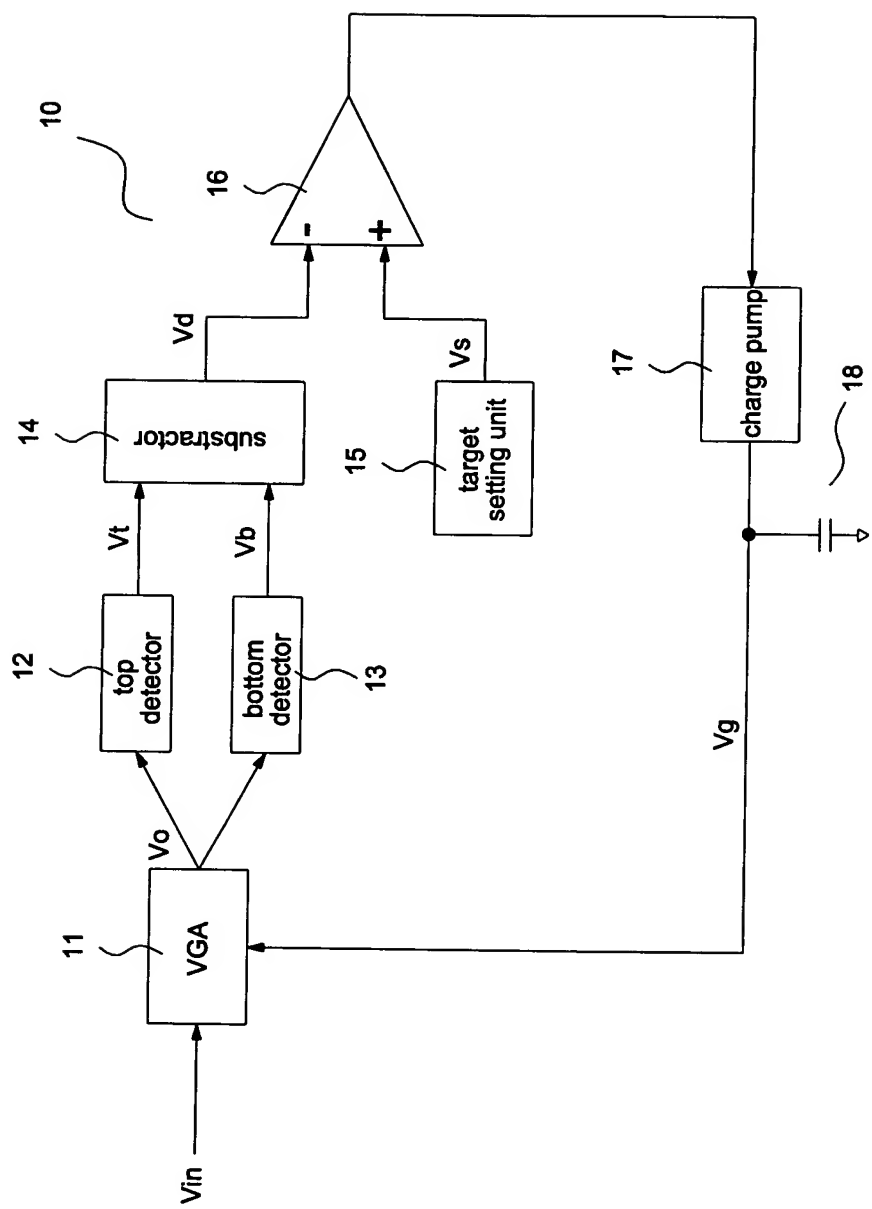 10
Vin
11
VGA
Vo
12
top
detector
bottom
detector
13
Vt
Vb
14
substractor
Vd
15
target
setting unit
Vs
16
-
+
17
charge pump
18
Vg